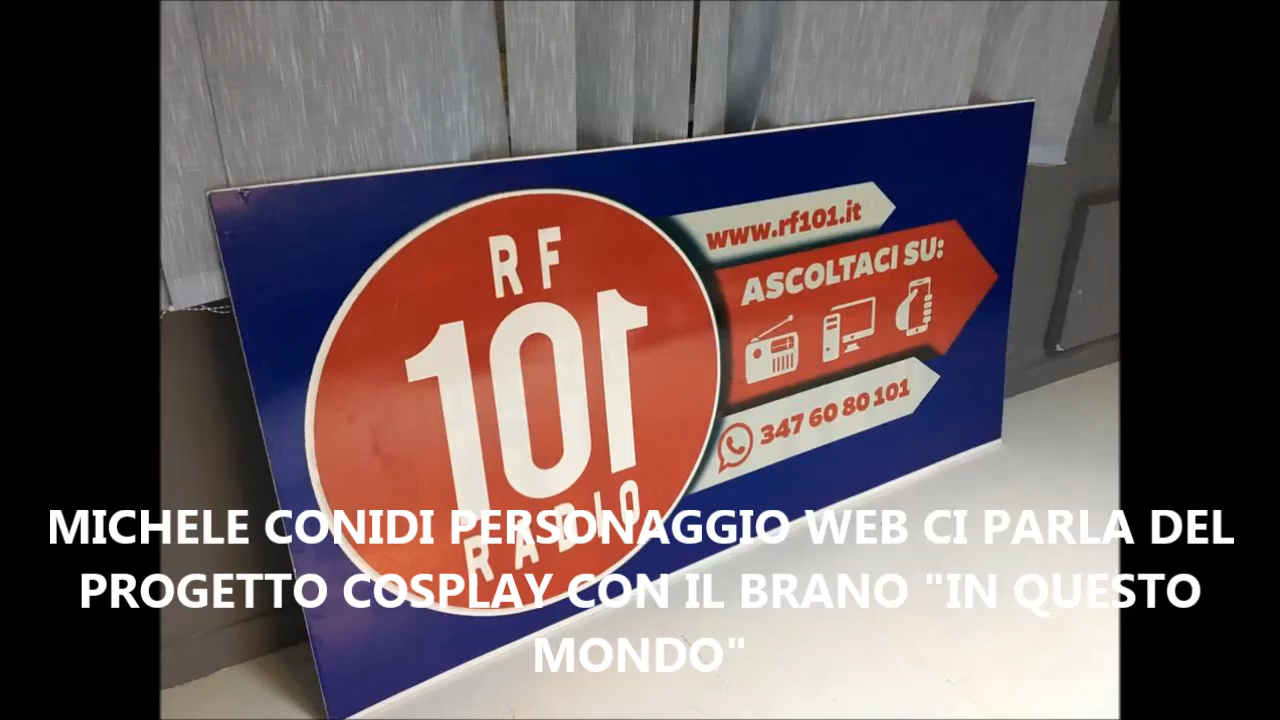 RF
101
RADIO
www.rf101.it
ASCOLTACI SU:
347 60 80 101
MICHELE CONIDI PERSONAGGIO WEB CI PARLA DEL
PROGETTO COSPLAY CON IL BRANO "IN QUESTO
MONDO"